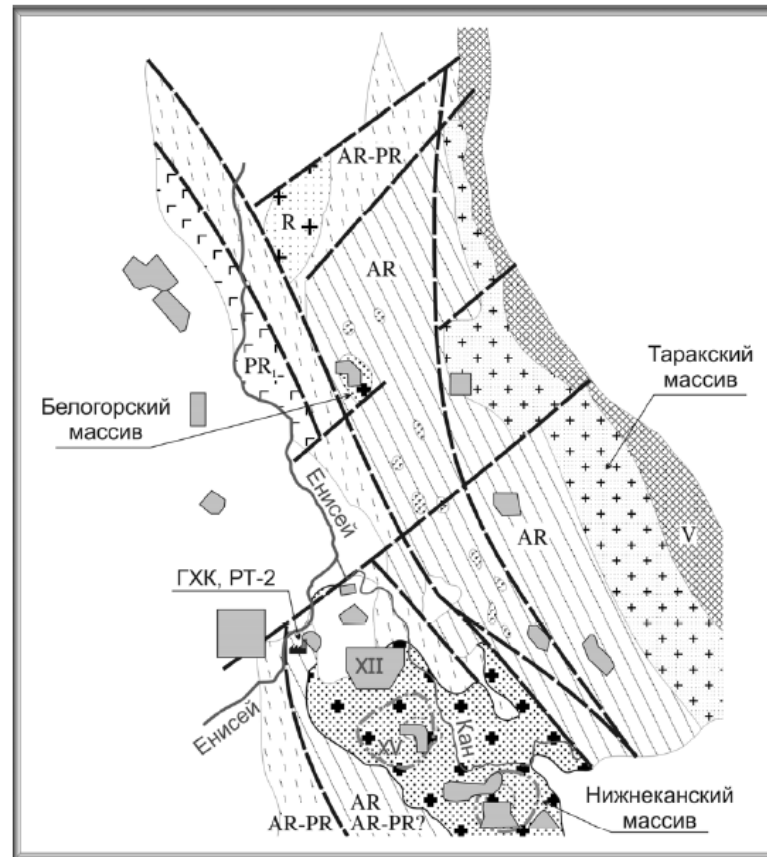 AR-PR
R
AR
PR
Таракский
массив
Белогорский
массив
Енисей
AR
V
ГХК, РТ-2
XII
Кан
XV
Енисей
Нижнеканский
массив
AR
AR-PR
AR-PR?